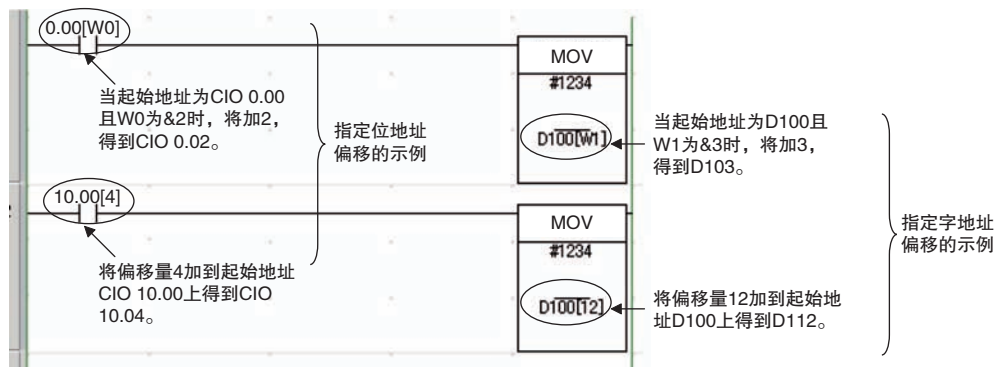 0.00[W0]
MOV
#1234
D100[W1]
当起始地址为CIO 0.00
且W0为&2时，将加2，
得到CIO 0.02。
指定位地址
偏移的示例
当起始地址为D100且
W1为&3时，将加3，
得到D103。
10.00[4]
MOV
#1234
D100[12]
将偏移量4加到起始地址
CIO 10.00上得到CIO
10.04。
将偏移量12加到起始地
址D100上得到D112。
指定字地址
偏移的示例